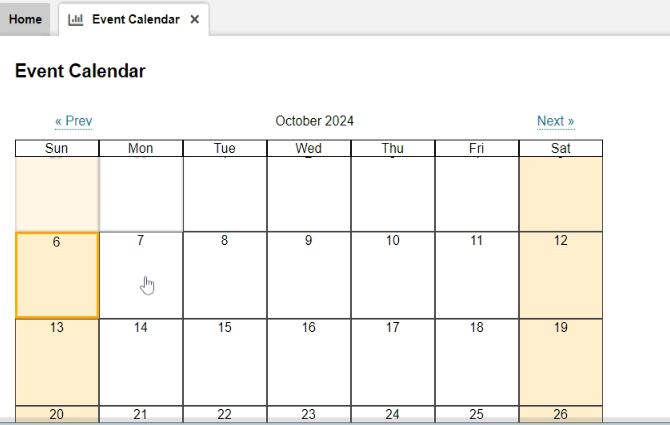 Home Event Calendar
Event Calendar
« Prev October 2024 Next »
Sun Mon Tue Wed Thu Fri Sat
6 7 8 9 10 11 12
13 14 15 16 17 18 19
20 21 22 23 24 25 26